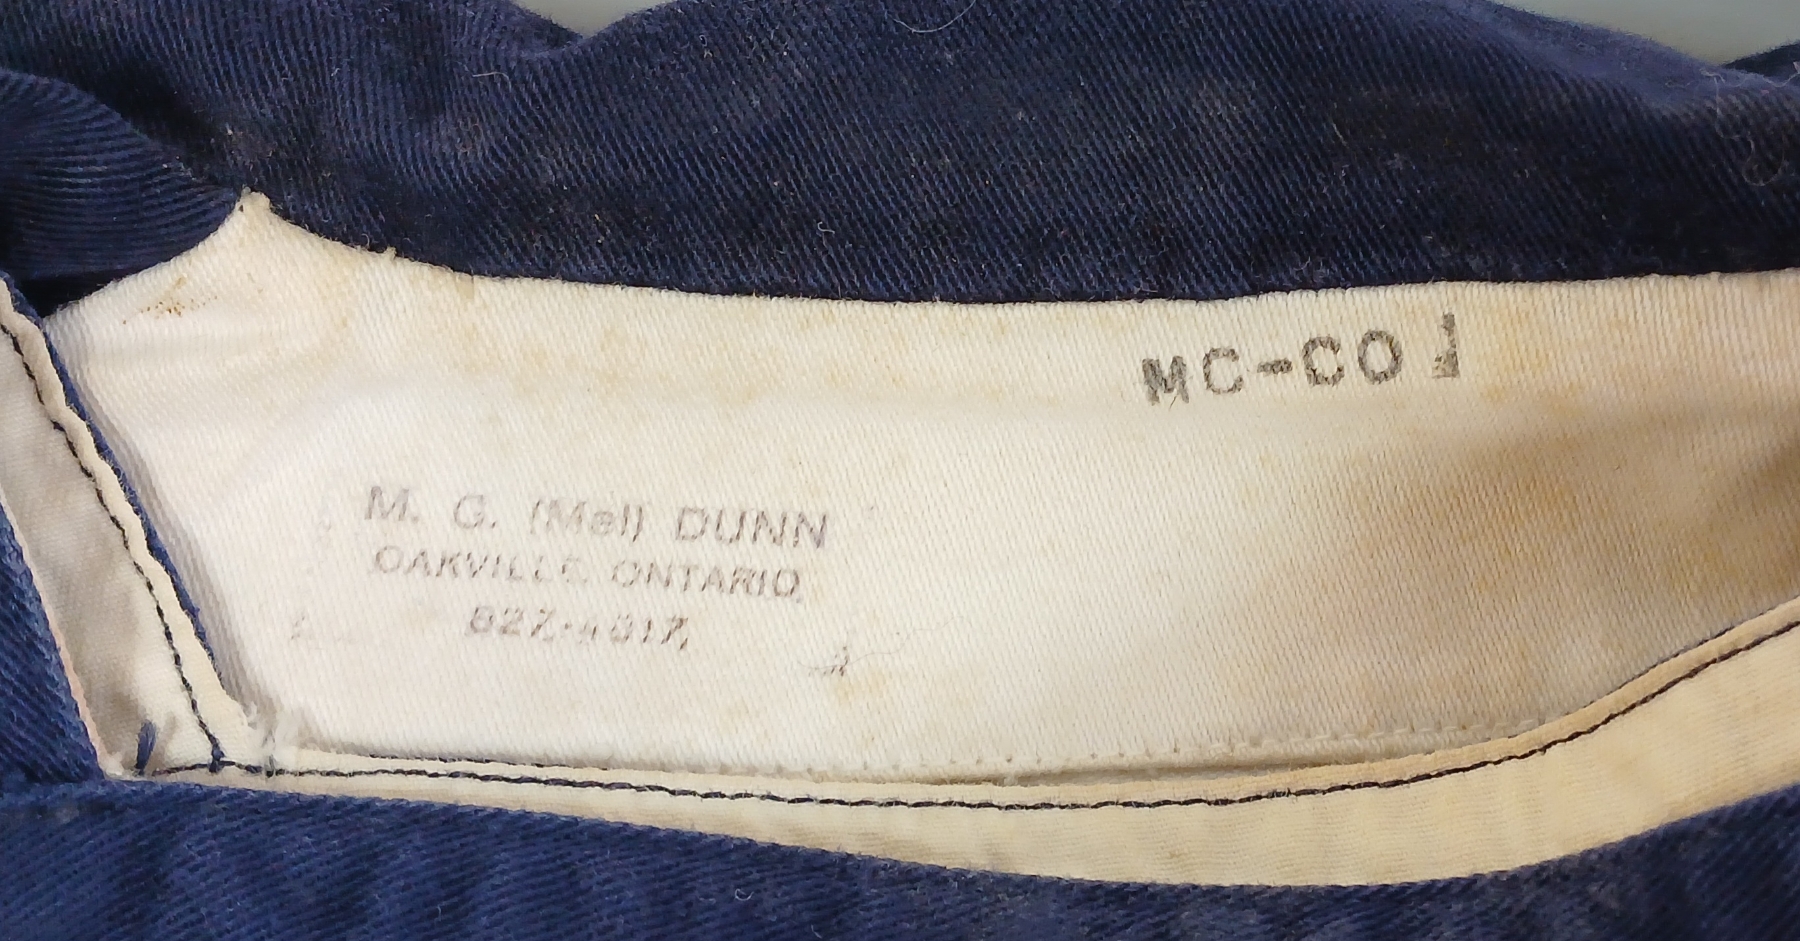 MC-CO
M. G. (Mel) DUNN
OAKVILLE, ONTARIO.